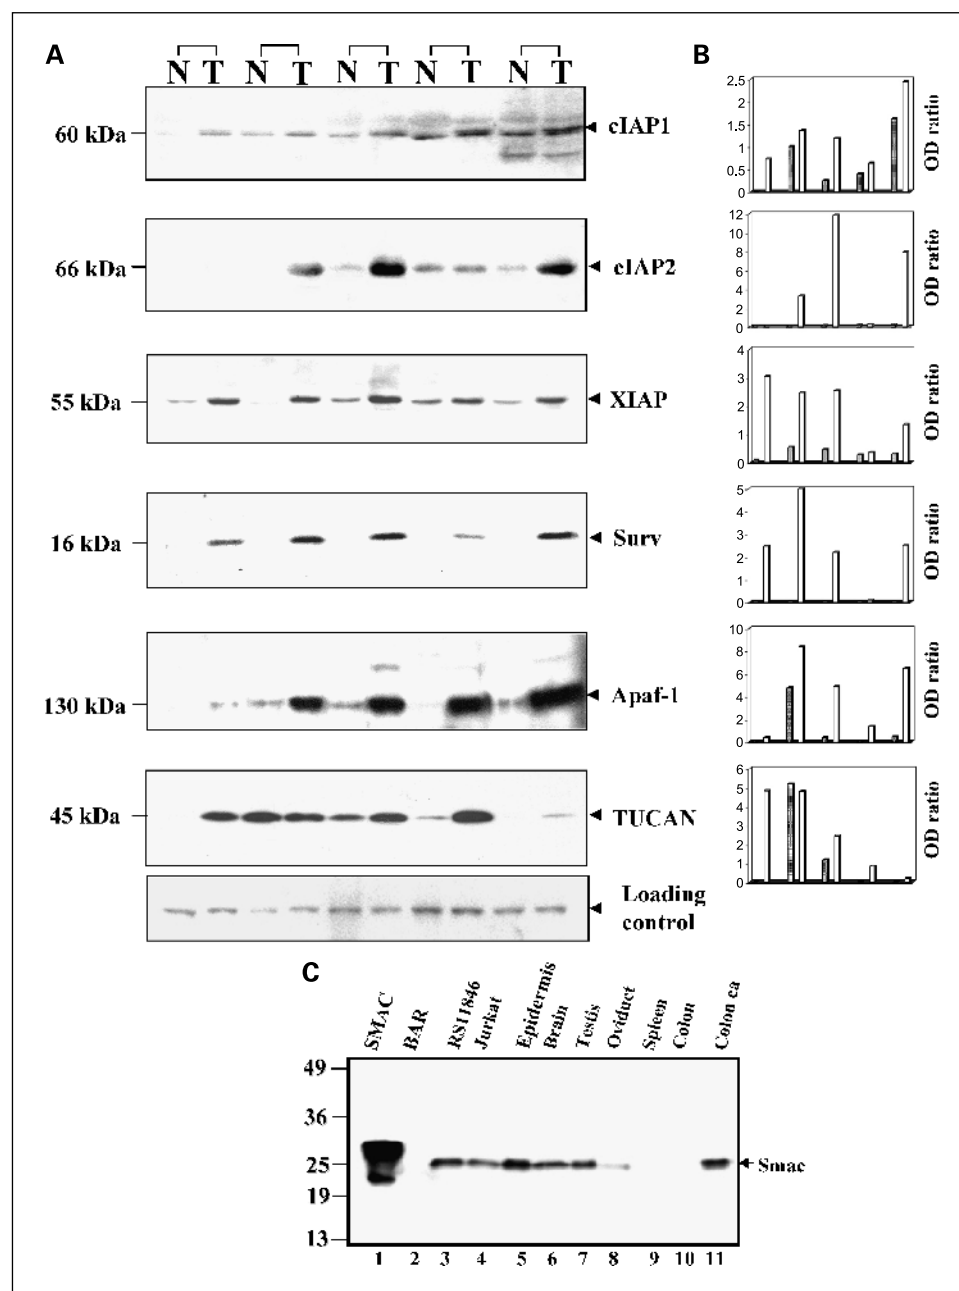 A
N T N T N T N T N T
60 kDa
cIAP1
66 kDa
cIAP2
55 kDa
XIAP
16 kDa
Surv
130 kDa
Apaf-1
45 kDa
TUCAN
Loading
control
B
2.5
2
1.5
1
0.5
0
OD ratio
12
10
8
6
4
2
0
OD ratio
4
3
2
1
0
OD ratio
5
4
3
2
1
0
OD ratio
10
8
6
4
2
0
OD ratio
6
5
4
3
2
1
0
OD ratio
C
SMAC BAR RS11846 Jurkat Epidermis Brain Testis Oviduct Spleen Colon Colon ca
49
36
25
19
13
Smac
1 2 3 4 5 6 7 8 9 10 11